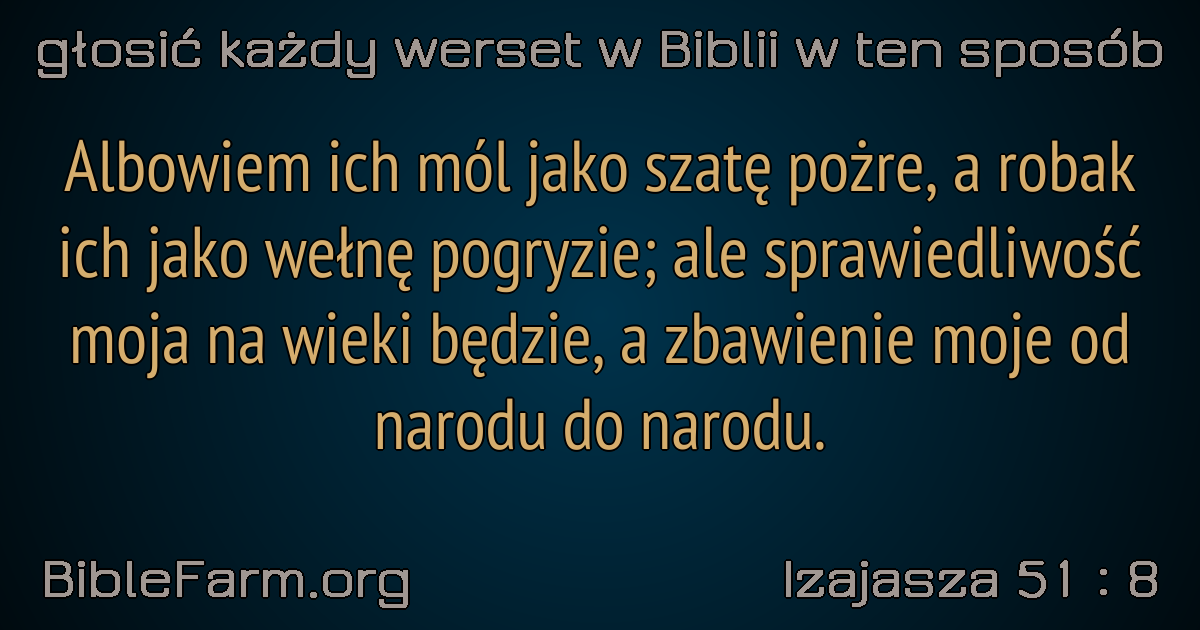 głosić każdy werset w Biblii w ten sposób
Albowiem ich mól jako szatę pożre, a robak
ich jako wełnę pogryzie; ale sprawiedliwość
moja na wieki będzie, a zbawienie moje od
narodu do narodu.
BibleFarm.org
Izajasza 51 : 8